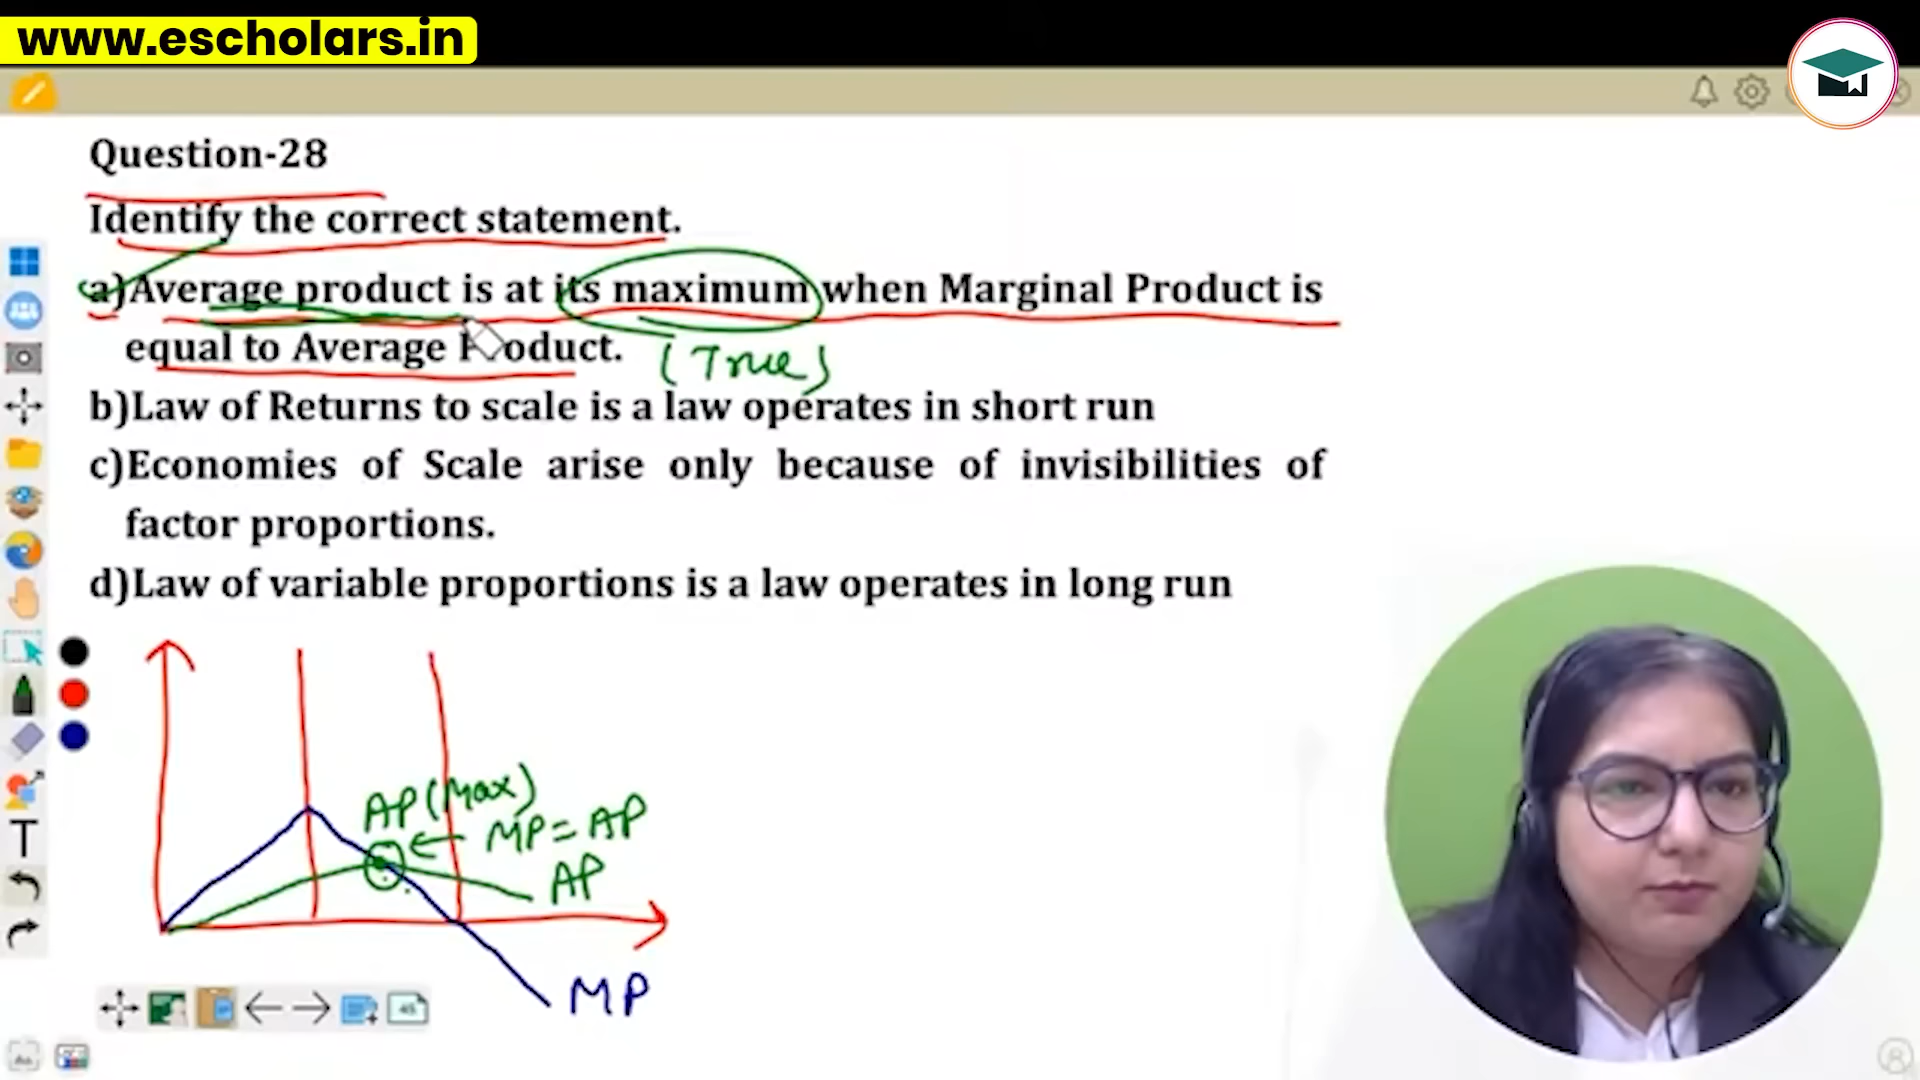 www.escholars.in
Question-28
Identify the correct statement.
a)Average product is at its maximum when Marginal Product is
equal to Average Product.
(True)
b)Law of Returns to scale is a law operates in short run
c)Economies of Scale arise only because of invisibilities of
factor proportions.
d)Law of variable proportions is a law operates in long run
AP(Max)
MP=AP
AP
MP
T